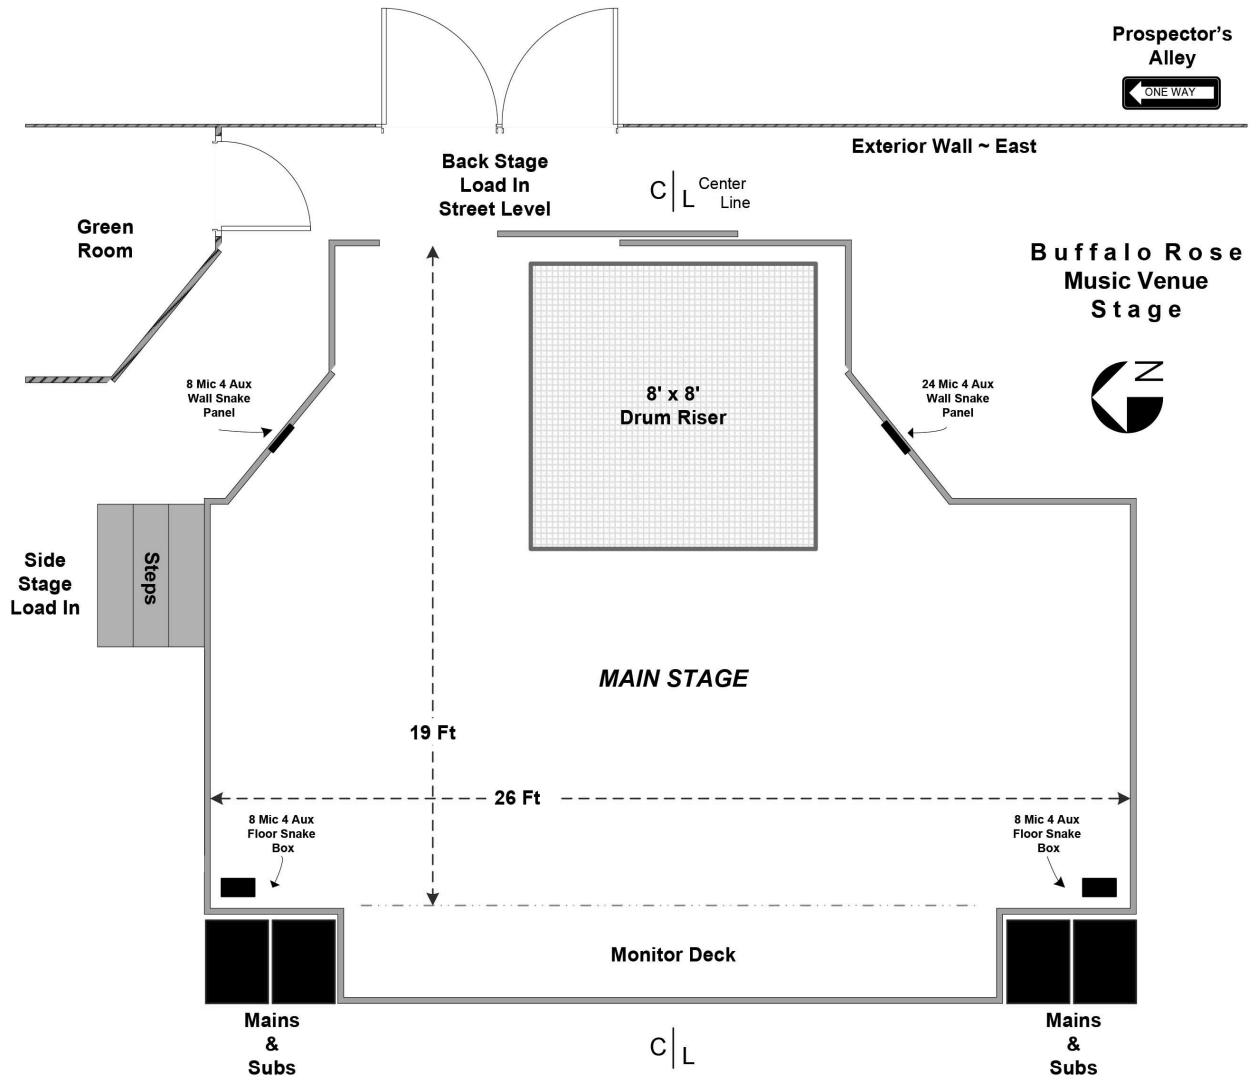 Prospector's
Alley
ONE WAY
Exterior Wall ~ East
Back Stage
Load In
Street Level
C L Center
Line
Green
Room
Buffalo Rose
Music Venue
Stage
N
8 Mic 4 Aux
Wall Snake
Panel
8' x 8'
Drum Riser
24 Mic 4 Aux
Wall Snake
Panel
Side
Stage
Load In
Steps
MAIN STAGE
19 Ft
26 Ft
8 Mic 4 Aux
Floor Snake
Box
8 Mic 4 Aux
Floor Snake
Box
Monitor Deck
Mains
&
Subs
C L
Mains
&
Subs